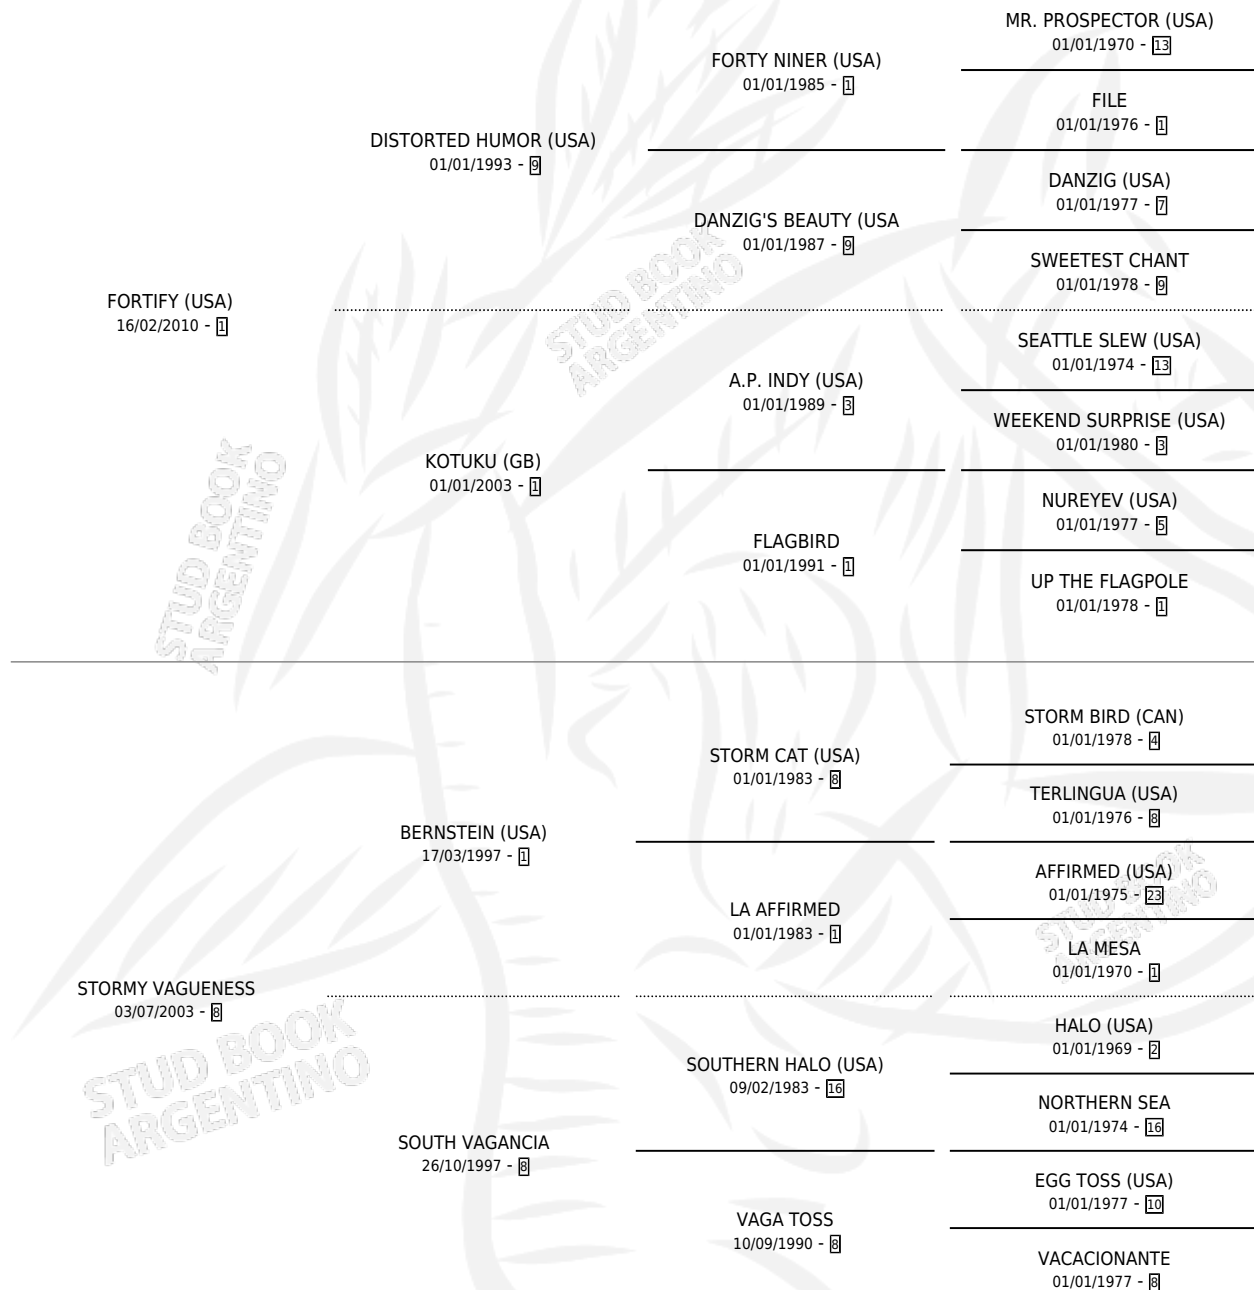 MR. PROSPECTOR (USA)
01/01/1970 - 13
FORTY NINER (USA)
01/01/1985 - 1
FILE
01/01/1976 - 1
DISTORTED HUMOR (USA)
01/01/1993 - 9
DANZIG (USA)
01/01/1977 - 7
DANZIG'S BEAUTY (USA
01/01/1987 - 9
SWEETEST CHANT
01/01/1978 - 9
FORTIFY (USA)
16/02/2010 - 1
SEATTLE SLEW (USA)
01/01/1974 - 13
A.P. INDY (USA)
01/01/1989 - 3
WEEKEND SURPRISE (USA)
01/01/1980 - 3
KOTUKU (GB)
01/01/2003 - 1
NUREYEV (USA)
01/01/1977 - 5
FLAGBIRD
01/01/1991 - 1
UP THE FLAGPOLE
01/01/1978 - 1
STORM BIRD (CAN)
01/01/1978 - 4
STORM CAT (USA)
01/01/1983 - 8
TERLINGUA (USA)
01/01/1976 - 8
BERNSTEIN (USA)
17/03/1997 - 1
AFFIRMED (USA)
01/01/1975 - 23
LA AFFIRMED
01/01/1983 - 1
LA MESA
01/01/1970 - 1
STORMY VAGUENESS
03/07/2003 - 8
HALO (USA)
01/01/1969 - 2
SOUTHERN HALO (USA)
09/02/1983 - 16
NORTHERN SEA
01/01/1974 - 16
SOUTH VAGANCIA
26/10/1997 - 8
EGG TOSS (USA)
01/01/1977 - 10
VAGA TOSS
10/09/1990 - 8
VACACIONANTE
01/01/1977 - 8
STUD BOOK
ARGENTINO
STUD BOOK
ARGENTINO
STUD BOOK
ARGENTINO
STUD BOOK
ARGENTINO